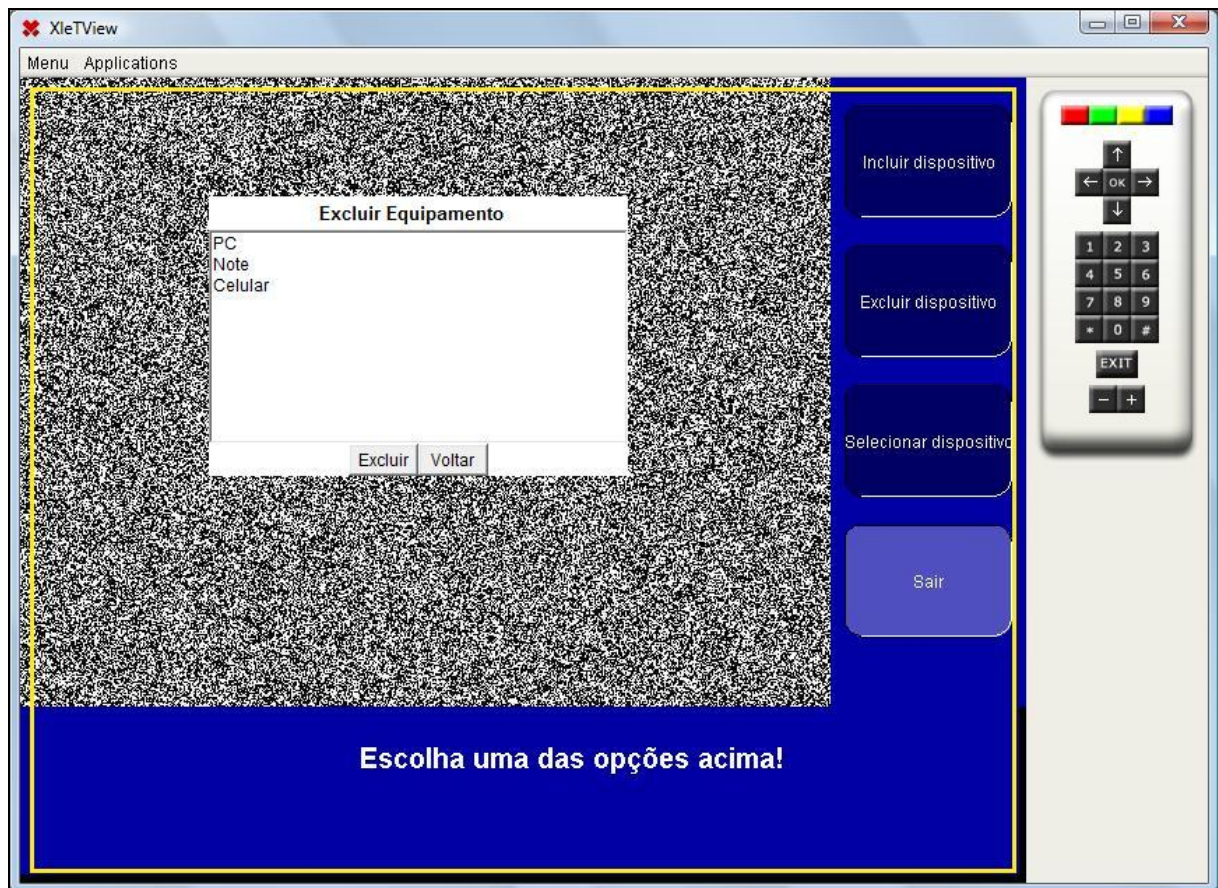 XleTView
Menu Applications
Excluir Equipamento
PC
Note
Celular
Excluir Voltar
Incluir dispositivo
Excluir dispositivo
Selecionar dispositivo
Sair
Escolha uma das opções acima!
↑
← OK →
↓
1 2 3
4 5 6
7 8 9
* 0 #
EXIT
− +